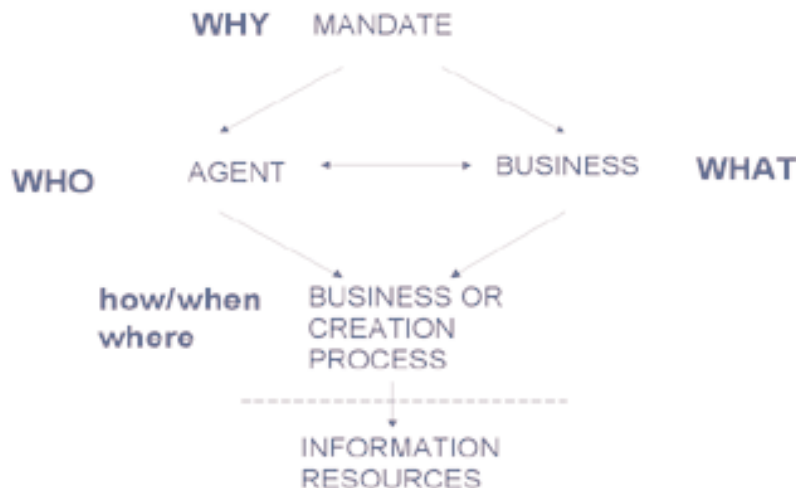 WHY MANDATE
WHO AGENT BUSINESS WHAT
how/when
where
BUSINESS OR
CREATION
PROCESS
INFORMATION
RESOURCES